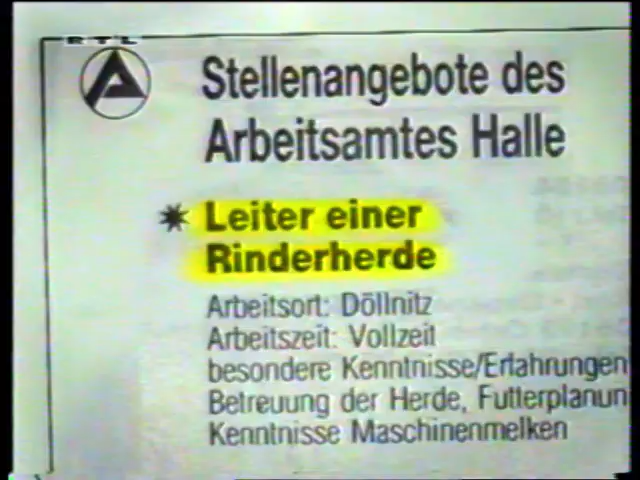 RTL
Stellenangebote des
Arbeitsamtes Halle
* Leiter einer
Rinderherde
Arbeitsort: Döllnitz
Arbeitszeit: Vollzeit
besondere Kenntnisse/Erfahrungen
Betreuung der Herde, Futterplanun
Kenntnisse Maschinenmelken